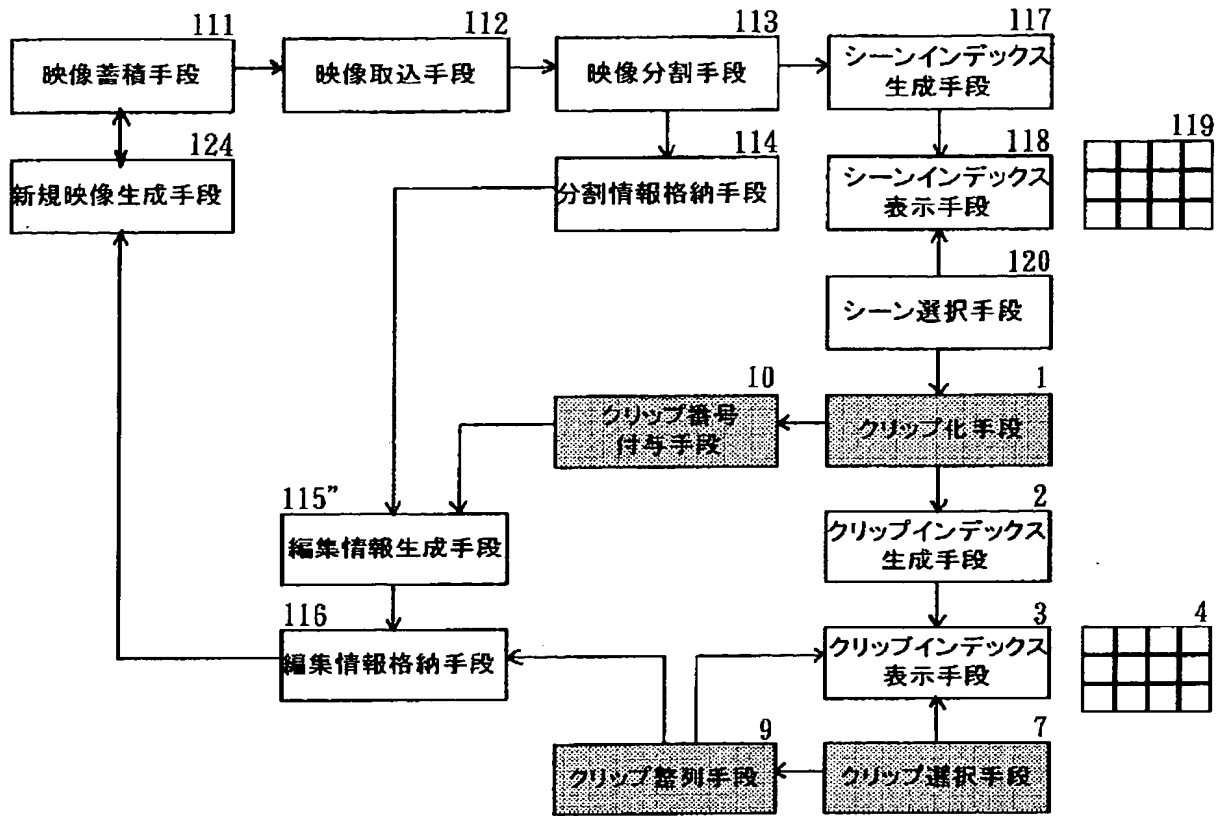 111
映像蓄積手段
112
映像取込手段
113
映像分割手段
117
シーンインデックス
生成手段
124
新規映像生成手段
114
分割情報格納手段
118
シーンインデックス
表示手段
119
120
シーン選択手段
10
クリップ番号
付与手段
1
クリップ化手段
115”
編集情報生成手段
2
クリップインデックス
生成手段
116
編集情報格納手段
3
クリップインデックス
表示手段
4
9
クリップ整列手段
7
クリップ選択手段